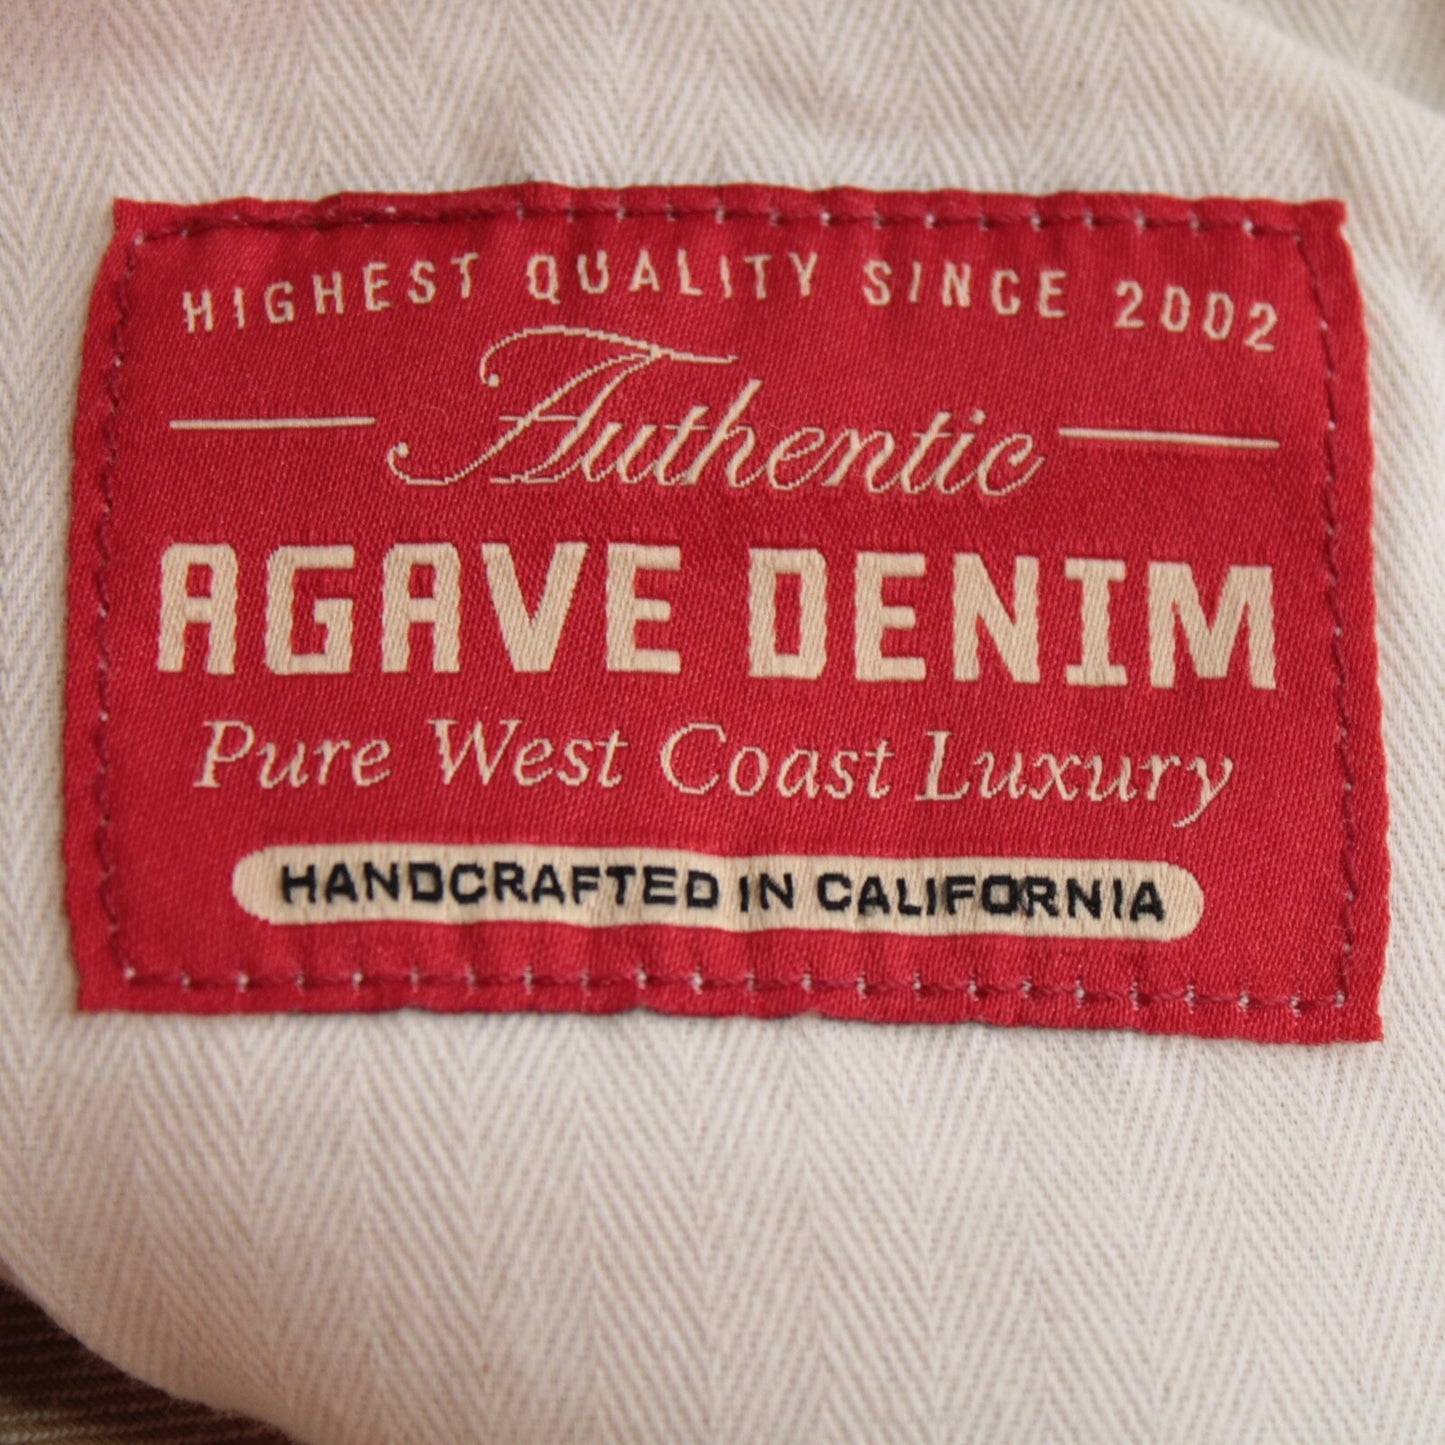 HIGHEST QUALITY SINCE 2002
Authentic
AGAVE DENIM
Pure West Coast Luxury
HANDCRAFTED IN CALIFORNIA